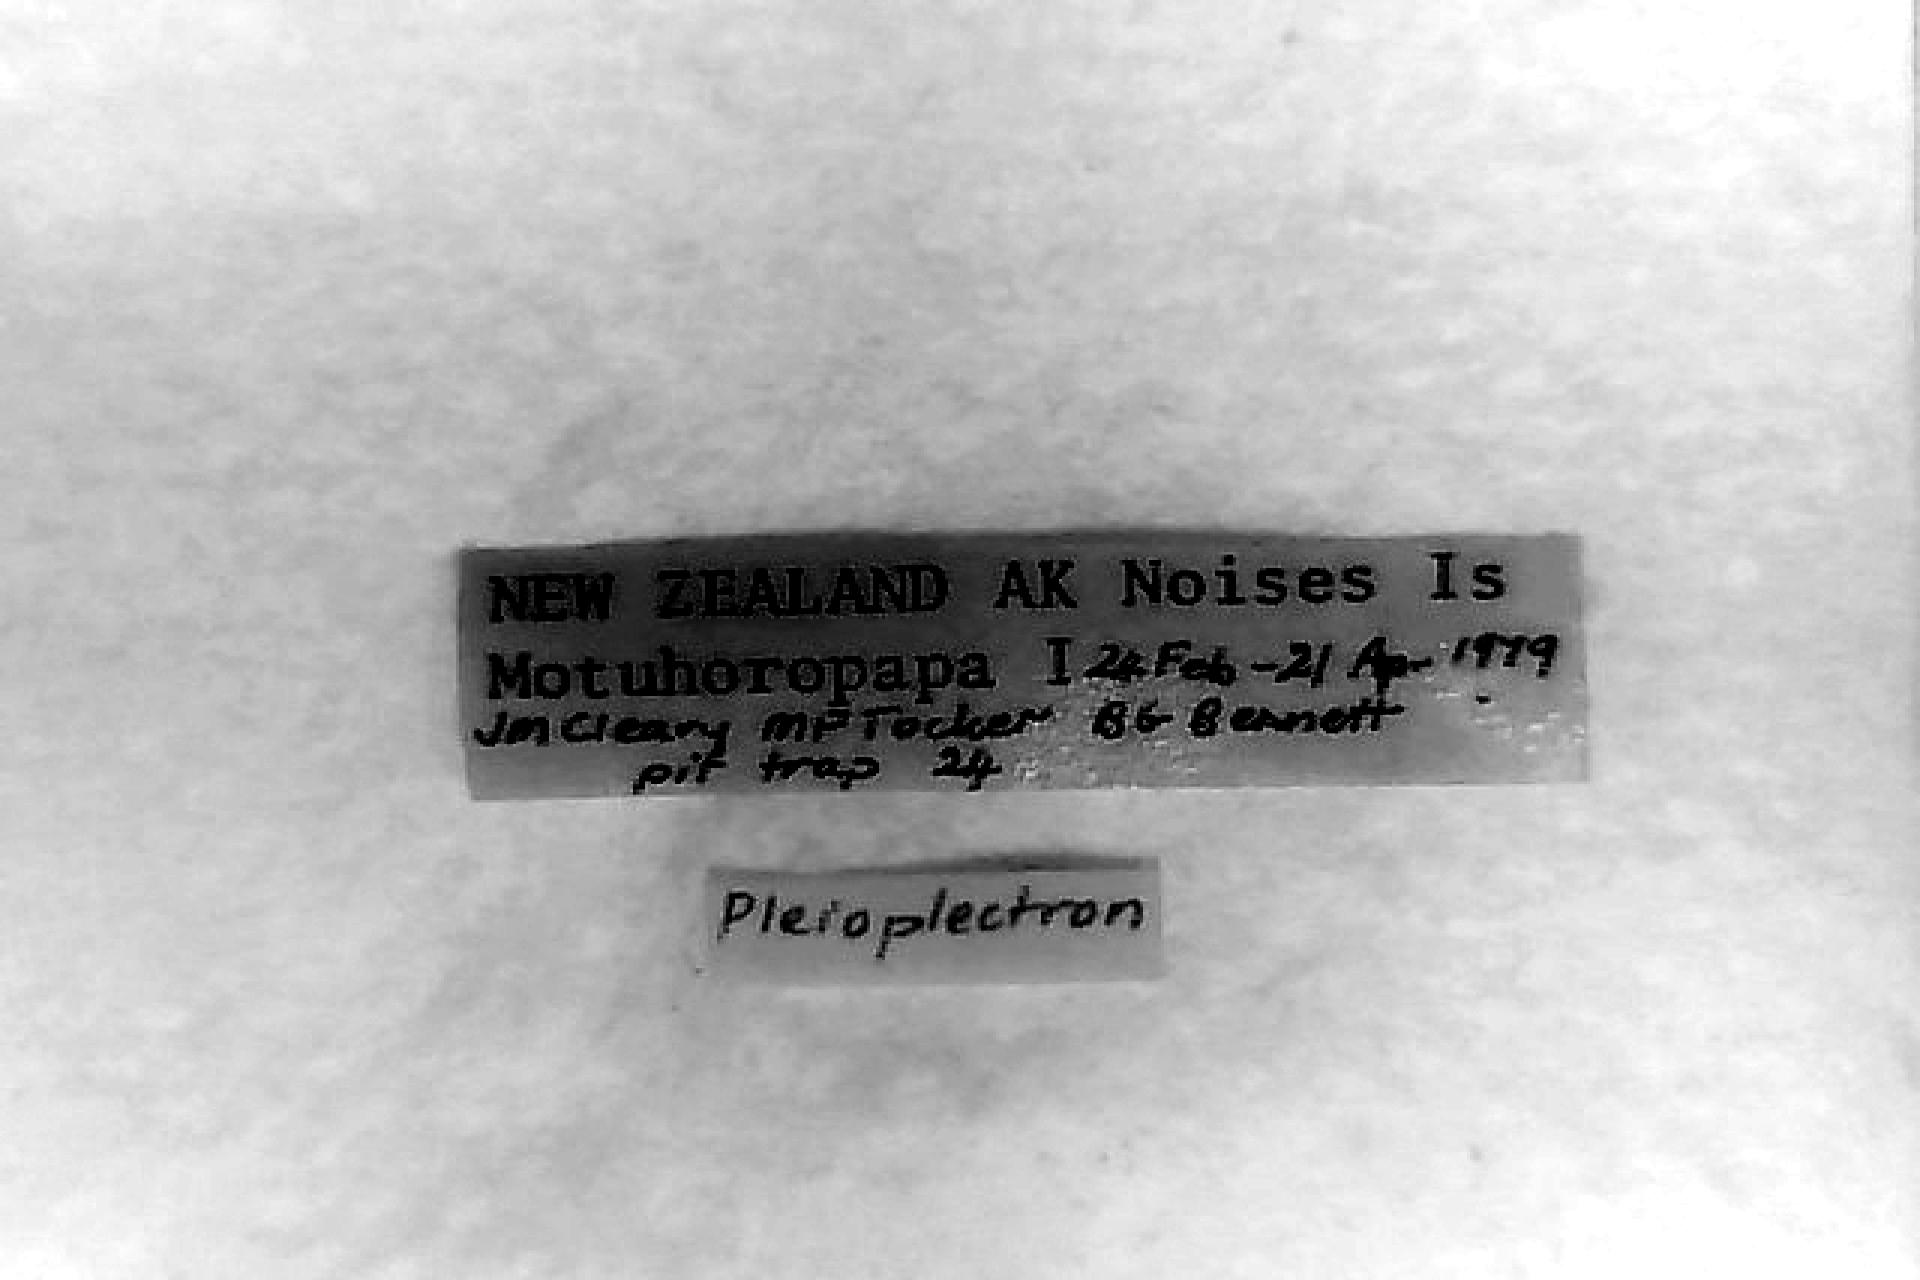 NEW ZEALAND AK Noises Is
Motuhoropapa I 24 Feb - 21 Apr 1979
JM Cleary MF Tocker BG Bennett
pit trap 24
Pleioplectron